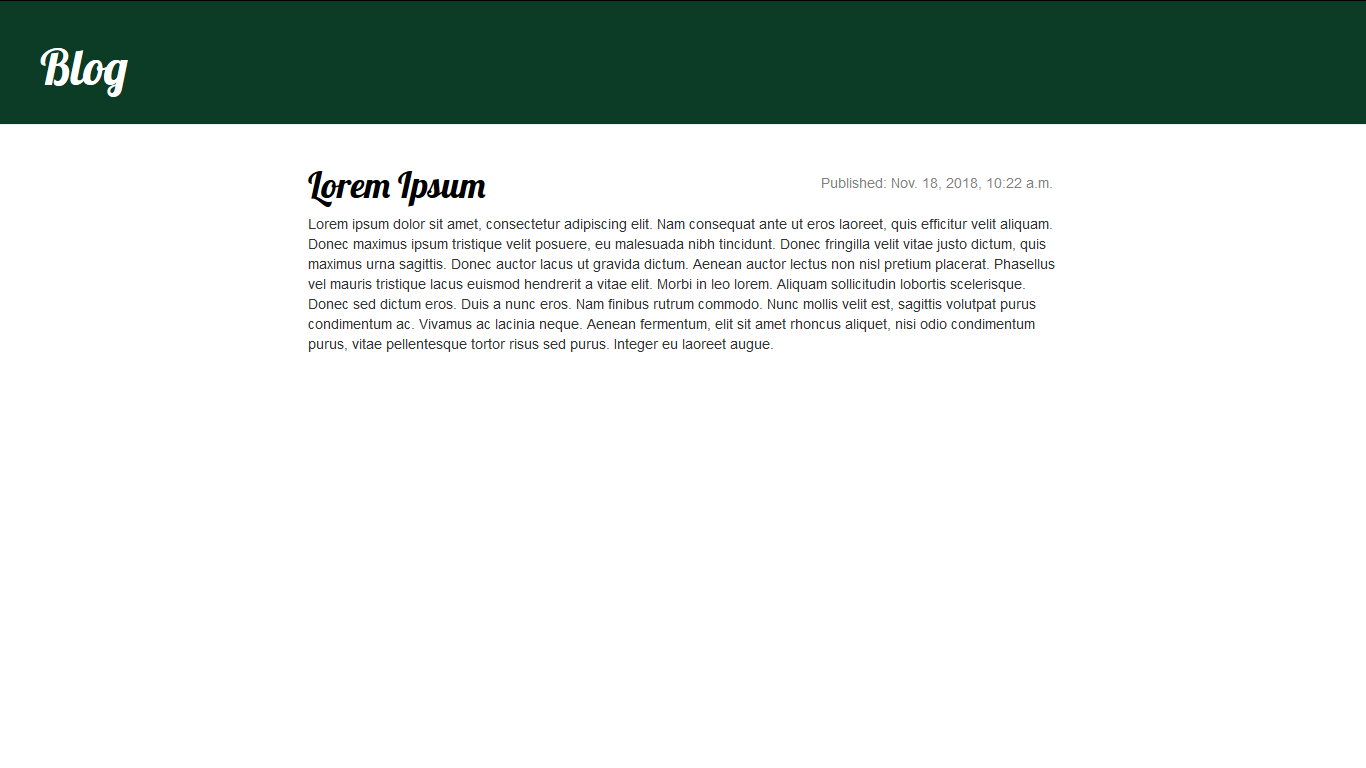 Blog
Lorem Ipsum
Published: Nov. 18, 2018, 10:22 a.m.
Lorem ipsum dolor sit amet, consectetur adipiscing elit. Nam consequat ante ut eros laoreet, quis efficitur velit aliquam.
Donec maximus ipsum tristique velit posuere, eu malesuada nibh tincidunt. Donec fringilla velit vitae justo dictum, quis
maximus urna sagittis. Donec auctor lacus ut gravida dictum. Aenean auctor lectus non nisl pretium placerat. Phasellus
vel mauris tristique lacus euismod hendrerit a vitae elit. Morbi in leo lorem. Aliquam sollicitudin lobortis scelerisque.
Donec sed dictum eros. Duis a nunc eros. Nam finibus rutrum commodo. Nunc mollis velit est, sagittis volutpat purus
condimentum ac. Vivamus ac lacinia neque. Aenean fermentum, elit sit amet rhoncus aliquet, nisi odio condimentum
purus, vitae pellentesque tortor risus sed purus. Integer eu laoreet augue.